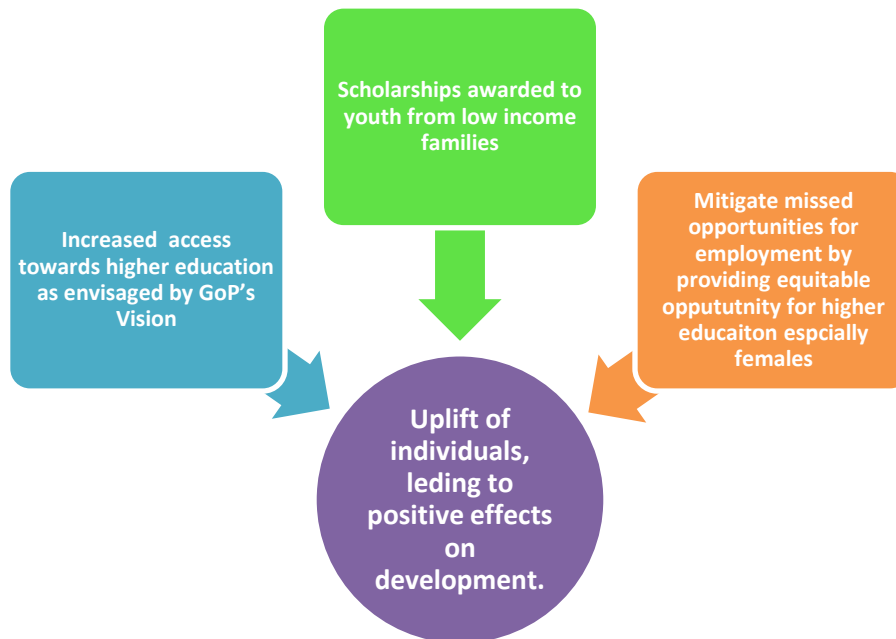 Scholarships awarded to
youth from low income
families
Increased access
towards higher education
as envisaged by GoP's
Vision
Mitigate missed
opportunities for
employment by
providing equitable
oppututnity for higher
educaiton espcially
females
Uplift of
individuals,
leding to
positive effects
on
development.